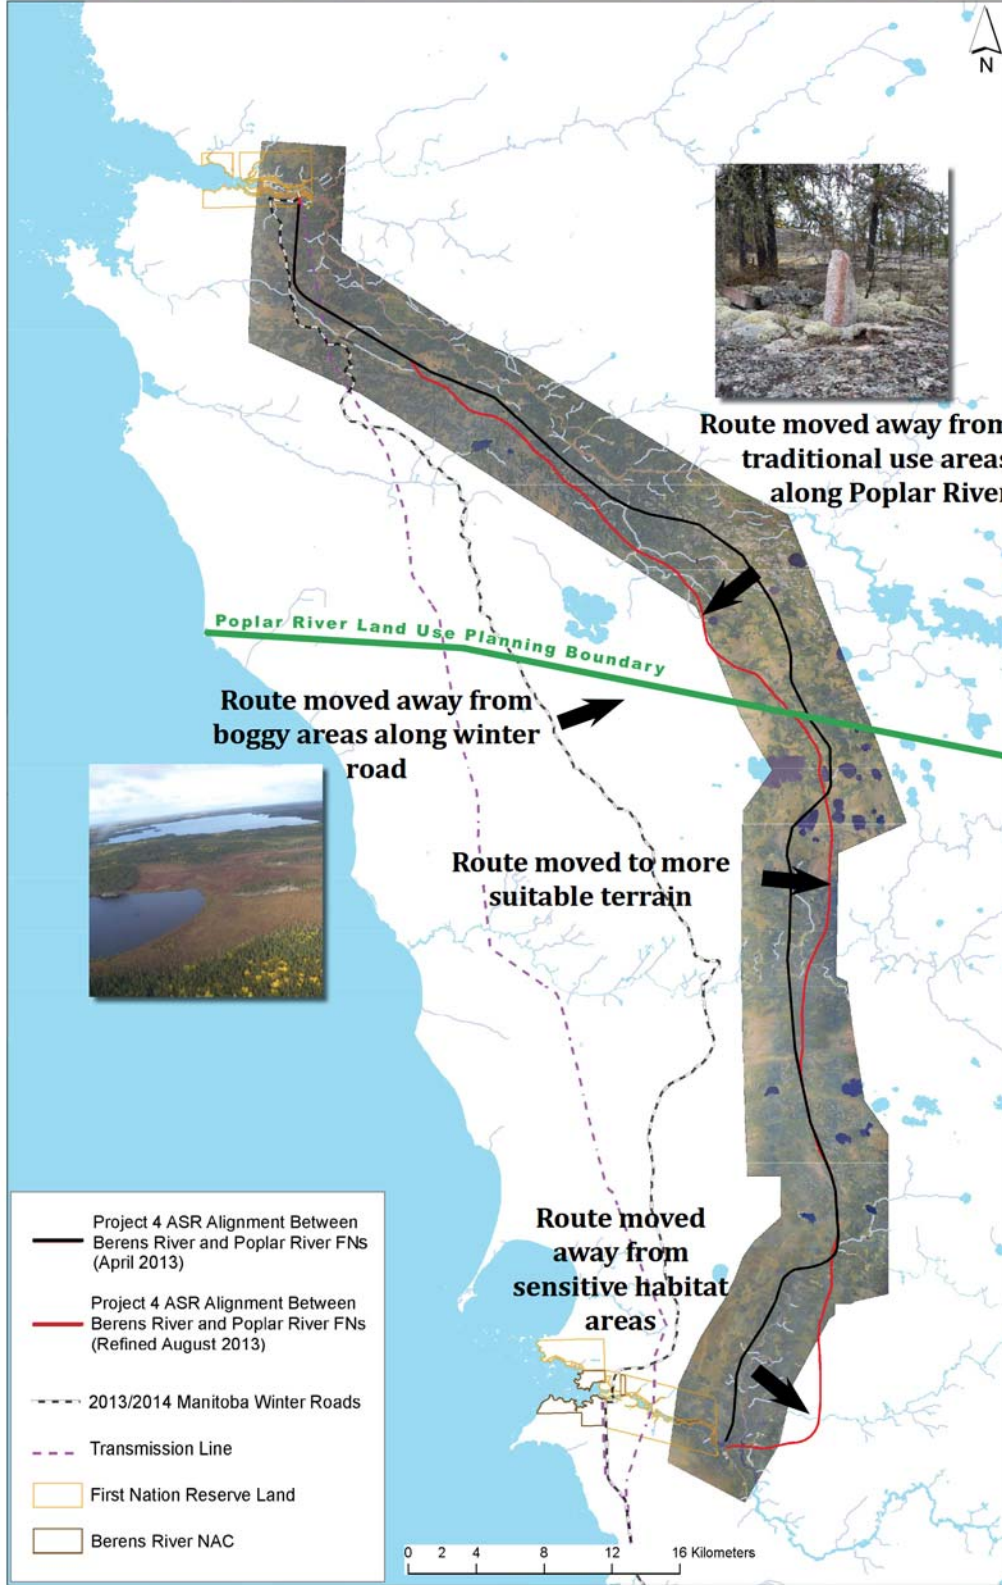 N
Route moved away from
traditional use areas
along Poplar River
Poplar River Land Use Planning Boundary
Route moved away from
boggy areas along winter
road
Route moved to more
suitable terrain
Route moved
away from
sensitive habitat
areas
Project 4 ASR Alignment Between
Berens River and Poplar River FNs
(April 2013)
Project 4 ASR Alignment Between
Berens River and Poplar River FNs
(Refined August 2013)
2013/2014 Manitoba Winter Roads
Transmission Line
First Nation Reserve Land
Berens River NAC
0 2 4 8 12 16 Kilometers